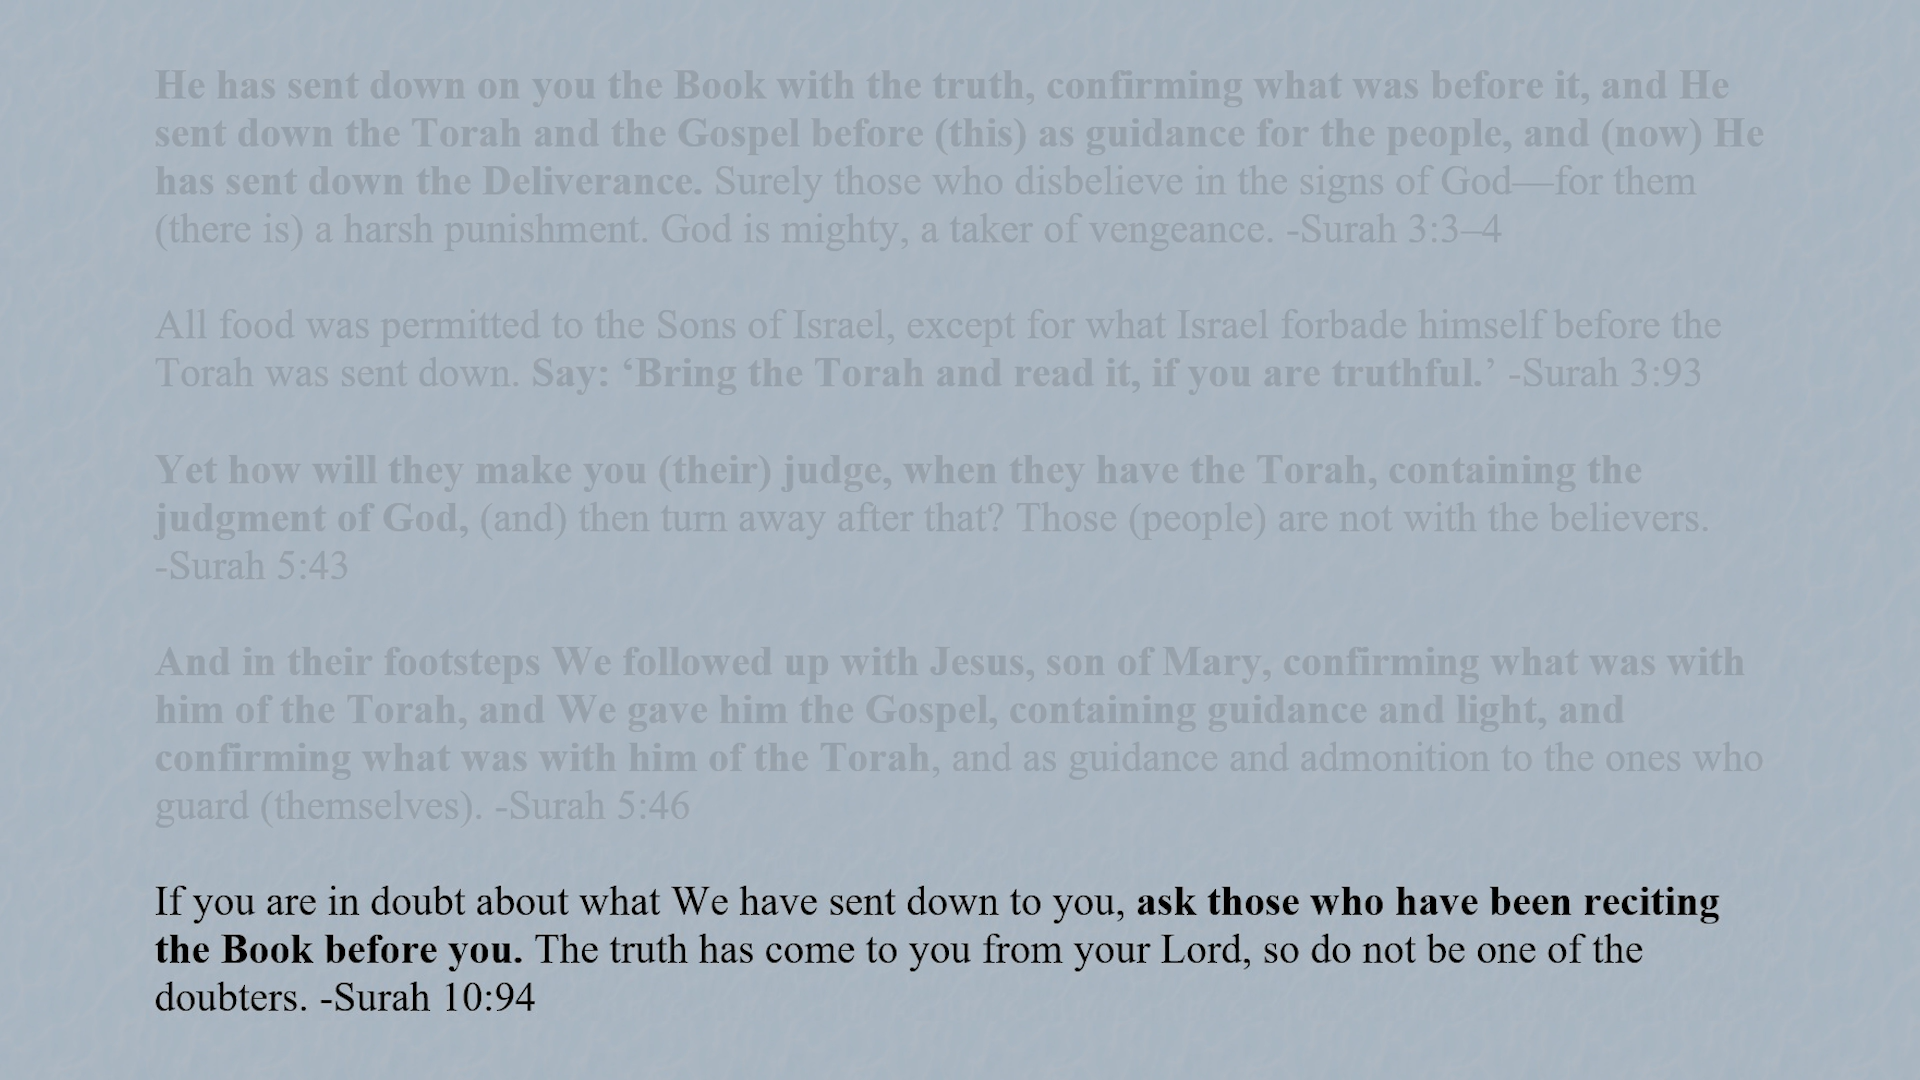 He has sent down on you the Book with the truth, confirming what was before it, and He
sent down the Torah and the Gospel before (this) as guidance for the people, and (now) He
has sent down the Deliverance. Surely those who disbelieve in the signs of God—for them
(there is) a harsh punishment. God is mighty, a taker of vengeance. -Surah 3:3–4
All food was permitted to the Sons of Israel, except for what Israel forbade himself before the
Torah was sent down. Say: ‘Bring the Torah and read it, if you are truthful.’ -Surah 3:93
Yet how will they make you (their) judge, when they have the Torah, containing the
judgment of God, (and) then turn away after that? Those (people) are not with the believers.
-Surah 5:43
And in their footsteps We followed up with Jesus, son of Mary, confirming what was with
him of the Torah, and We gave him the Gospel, containing guidance and light, and
confirming what was with him of the Torah, and as guidance and admonition to the ones who
guard (themselves). -Surah 5:46
If you are in doubt about what We have sent down to you, ask those who have been reciting
the Book before you. The truth has come to you from your Lord, so do not be one of the
doubters. -Surah 10:94